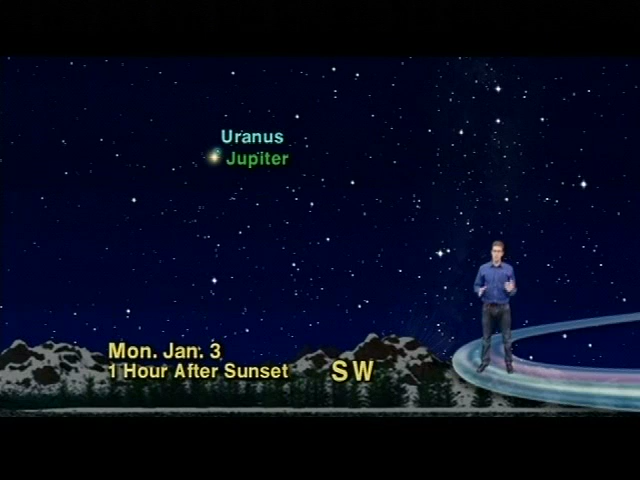 Uranus
Jupiter
Mon. Jan. 3
1 Hour After Sunset
SW